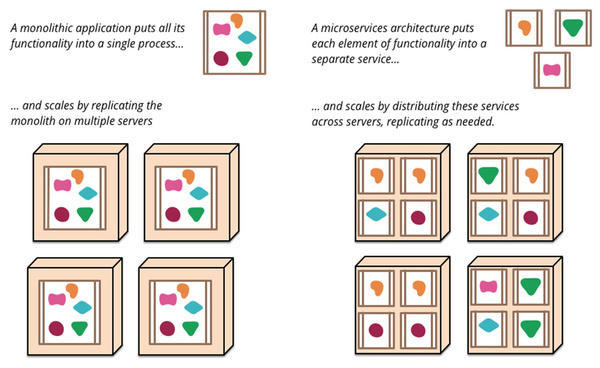 A monolithic application puts all its
functionality into a single process...
... and scales by replicating the
monolith on multiple servers
A microservices architecture puts
each element of functionality into a
separate service...
... and scales by distributing these services
across servers, replicating as needed.